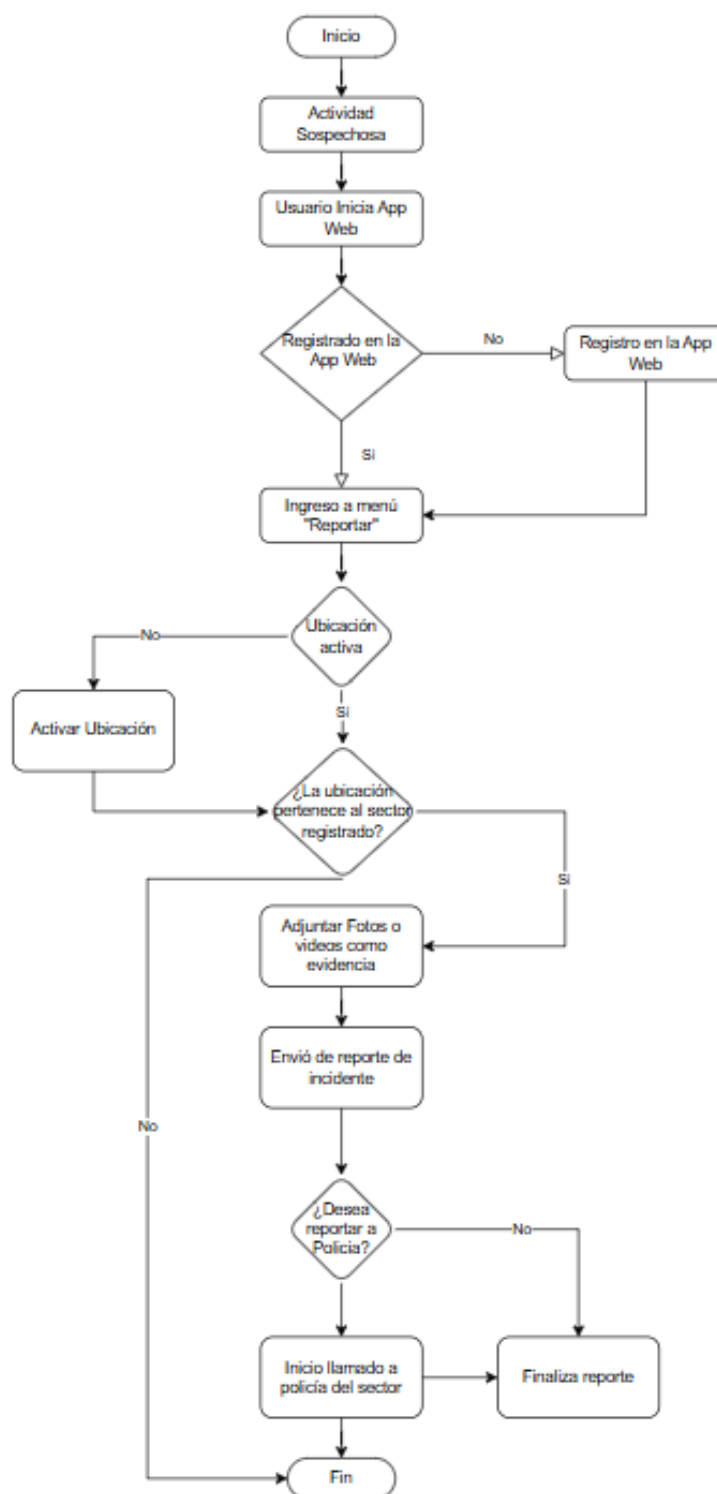 Inicio
Actividad
Sospechosa
Usuario Inicia App
Web
Registrado en la
App Web
No
Registro en la App
Web
Si
Ingreso a menú
"Reportar"
Ubicación
activa
No
Activar Ubicación
Si
¿La ubicación
pertenece al sector
registrado?
Si
Adjuntar Fotos o
videos como
evidencia
Envió de reporte de
incidente
No
¿Desea
reportar a
Policia?
No
Inicio llamado a
policía del sector
Finaliza reporte
Fin